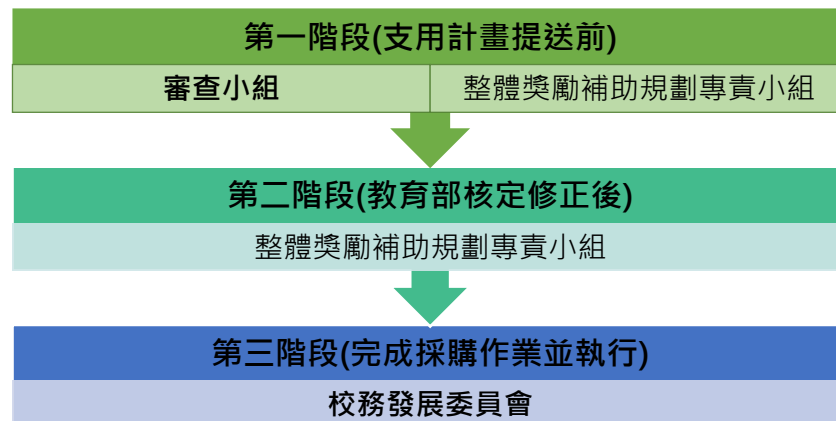 第一階段(支用計畫提送前)
審查小組 整體獎勵補助規劃專責小組
第二階段(教育部核定修正後)
整體獎勵補助規劃專責小組
第三階段(完成採購作業並執行)
校務發展委員會